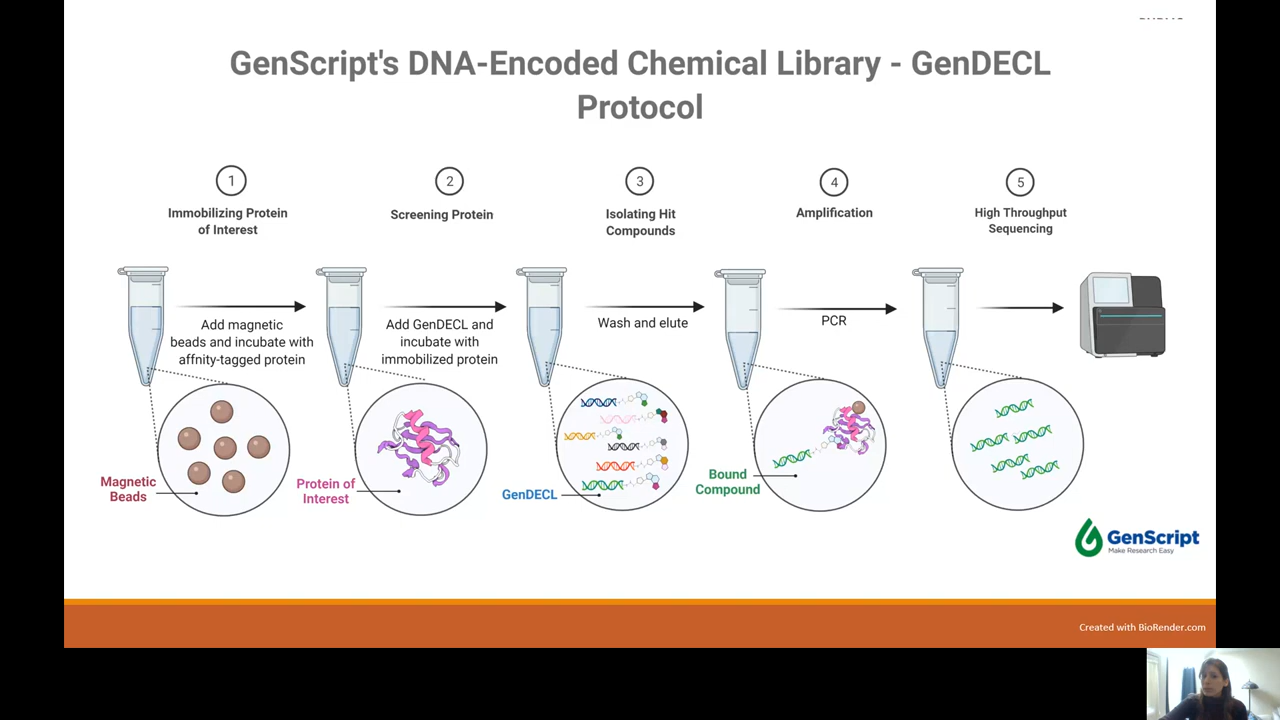 GenScript's DNA-Encoded Chemical Library - GenDECL
Protocol
1
Immobilizing Protein
of Interest
2
Screening Protein
3
Isolating Hit
Compounds
4
Amplification
5
High Throughput
Sequencing
Add magnetic
beads and incubate with
affinity-tagged protein
Add GenDECL and
incubate with
immobilized protein
Wash and elute
PCR
Magnetic
Beads
Protein of
Interest
GenDECL
Bound
Compound
GenScript
Make Research Easy
Created with BioRender.com